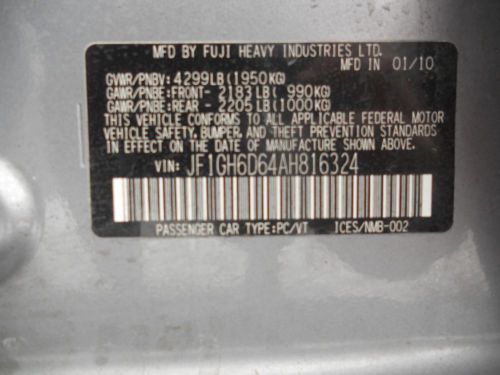 MFD BY FUJI HEAVY INDUSTRIES LTD.
MFD IN 01/10
GVWR/PNBV: 4299LB(1950KG)
GAWR/PNBE:FRONT- 2183LB( 990KG)
GAWR/PNBE:REAR - 2205LB(1000KG)
THIS VEHICLE CONFORMS TO ALL APPLICABLE FEDERAL MOTOR
VEHICLE SAFETY, BUMPER, AND THEFT PREVENTION STANDARDS
IN EFFECT ON THE DATE OF MANUFACTURE SHOWN ABOVE.
VIN: JF1GH6D64AH816324
PASSENGER CAR TYPE:PC/VT ICES/NMB-002